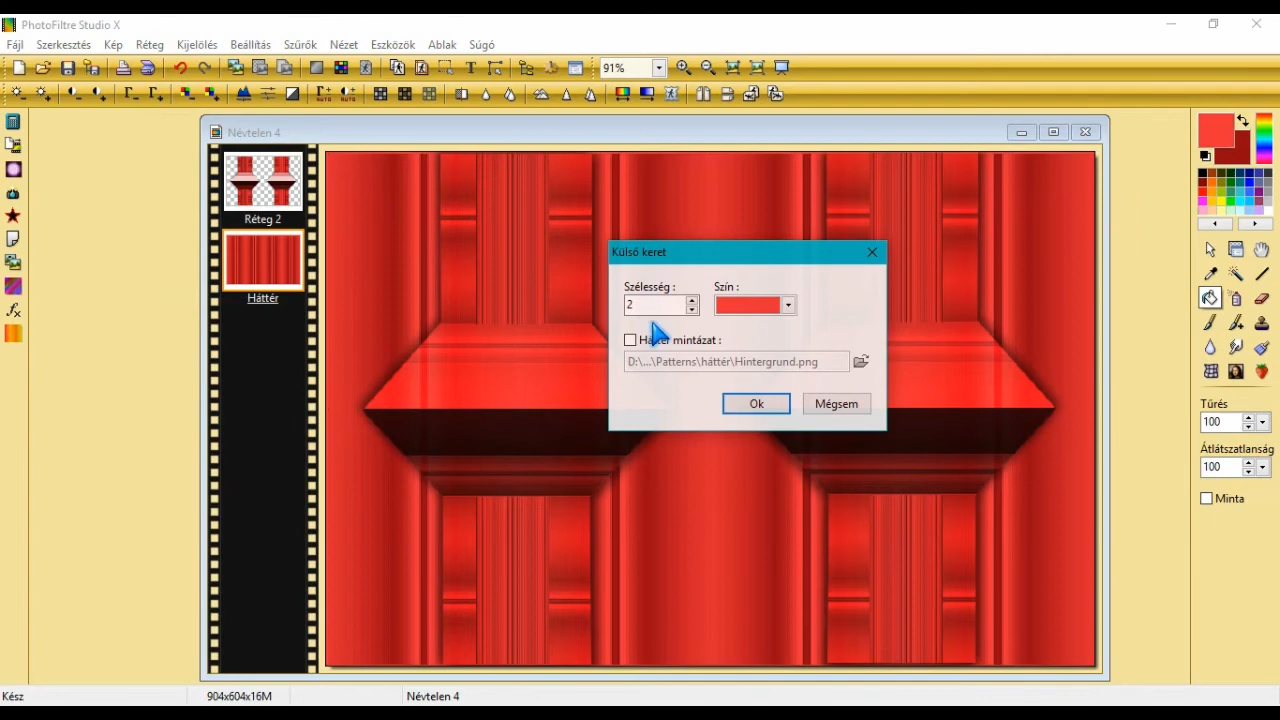 PhotoFiltre Studio X
Fájl Szerkesztés Kép Réteg Kijelölés Beállítás Szűrők Nézet Eszközök Ablak Súgó
91%
Névtelen 4
Réteg 2
Háttér
Külső keret
Szélesség : Szín :
2
Háttér mintázat :
D:\...\Patterns\háttér\Hintergrund.png
Ok Mégsem
Tűrés
100
Átlátszatlanság
100
Minta
Kész 904x604x16M Névtelen 4